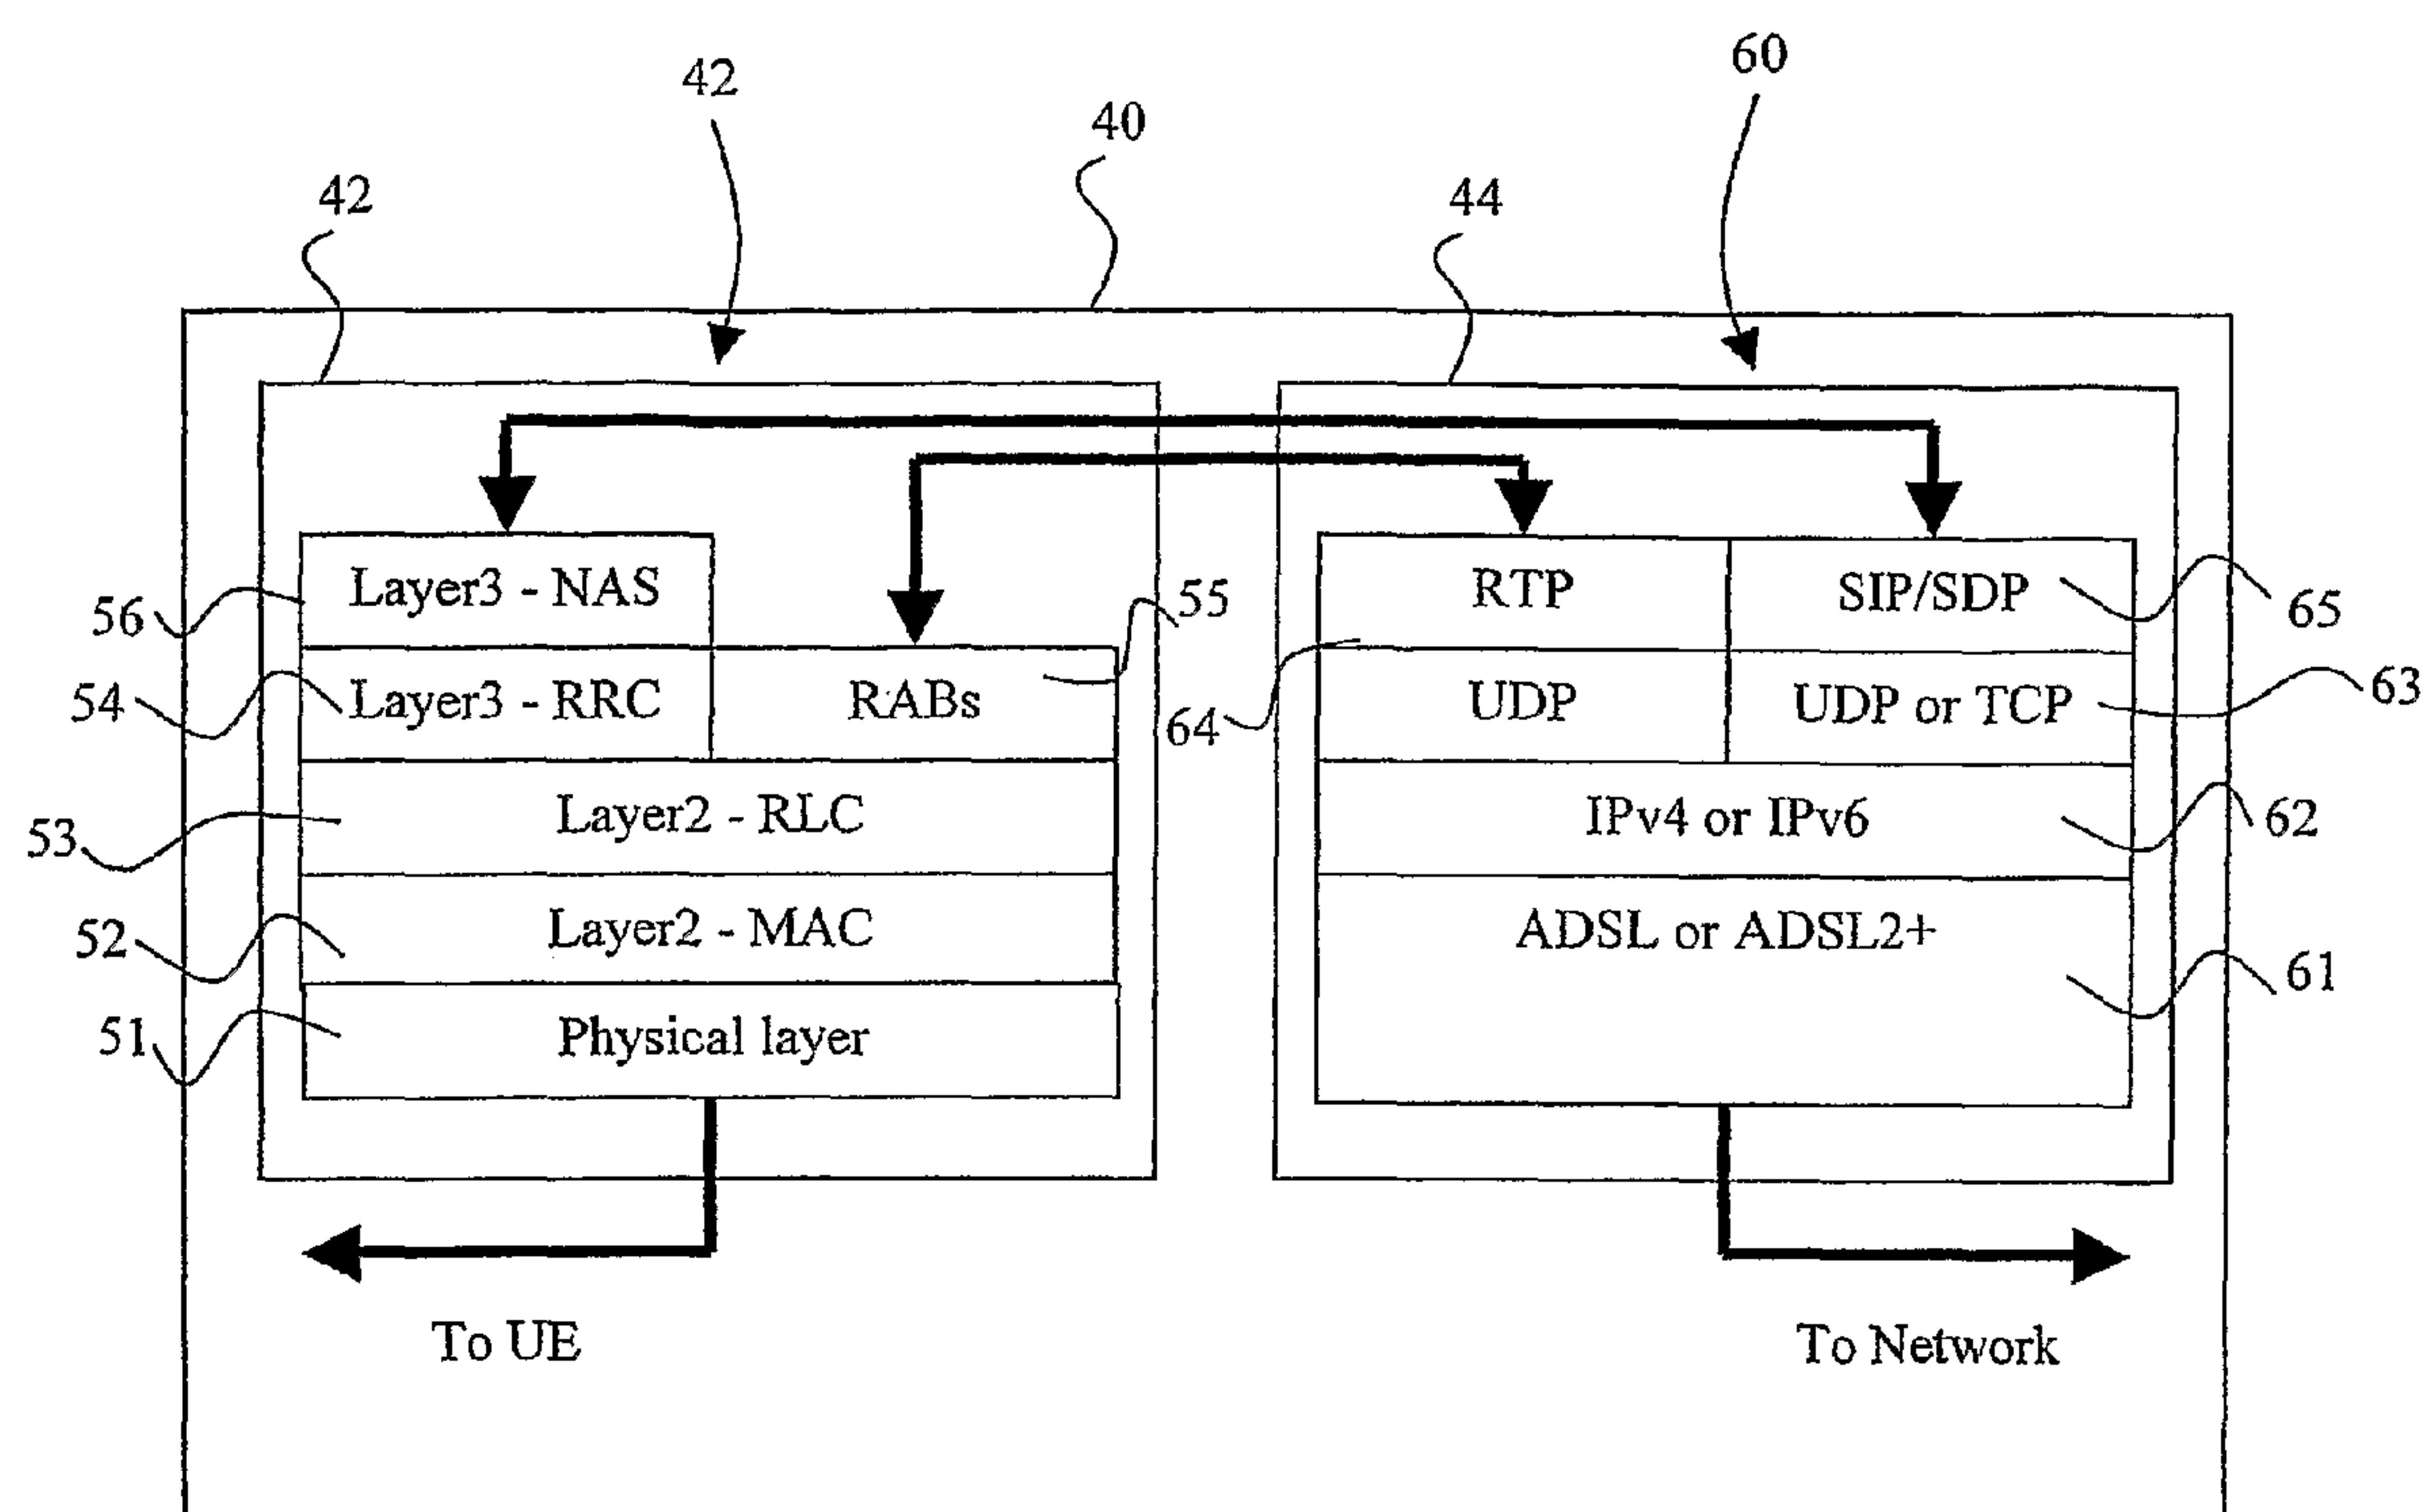 60
42
40
42
44
Layer3 - NAS
RTP
SIP/SDP
56
55
65
Layer3 - RRC
RABs
UDP
UDP or TCP
54
64
63
Layer2 - RLC
IPv4 or IPv6
53
62
Layer2 - MAC
ADSL or ADSL2+
52
61
Physical layer
51
To UE
To Network